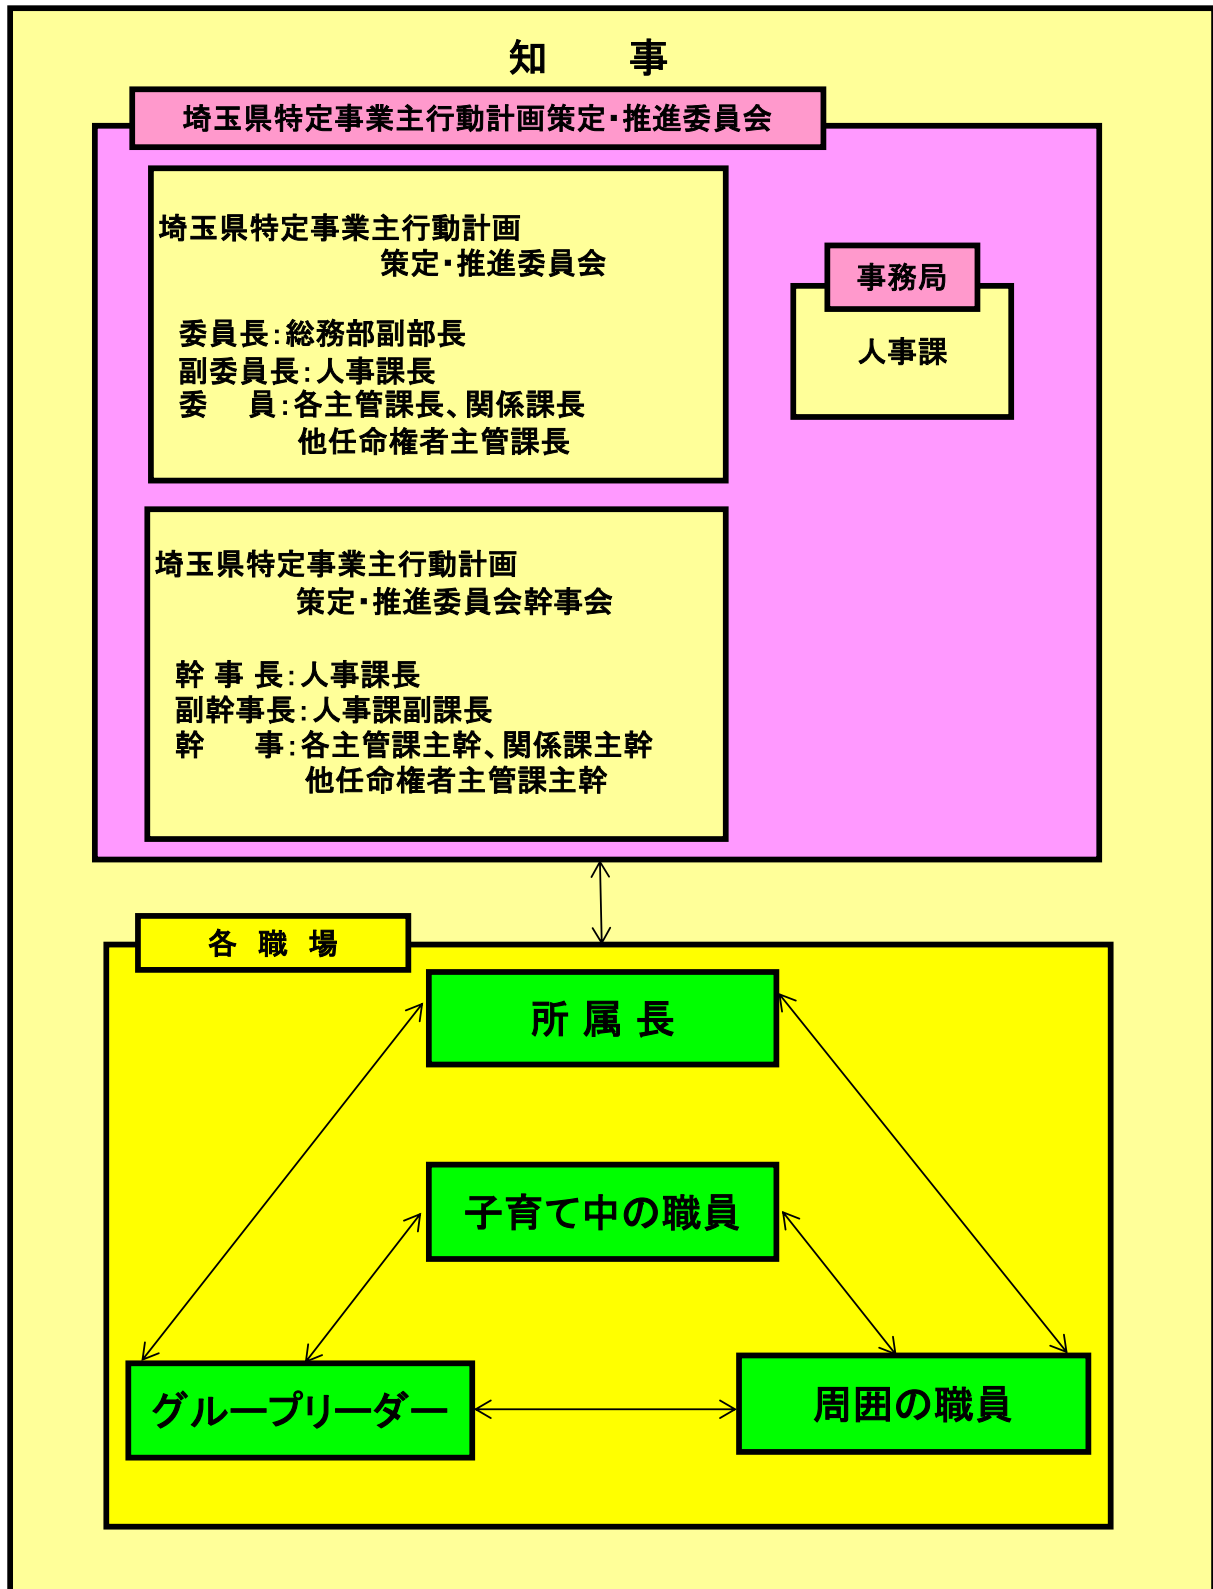 知　事
埼玉県特定事業主行動計画策定・推進委員会
埼玉県特定事業主行動計画
策定・推進委員会
委員長：総務部副部長
副委員長：人事課長
委　員：各主管課長、関係課長
他任命権者主管課長
事務局
人事課
埼玉県特定事業主行動計画
策定・推進委員会幹事会
幹 事 長：人事課長
副幹事長：人事課副課長
幹　事：各主管課主幹、関係課主幹
他任命権者主管課主幹
各 職 場
所 属 長
子育て中の職員
グループリーダー
周囲の職員